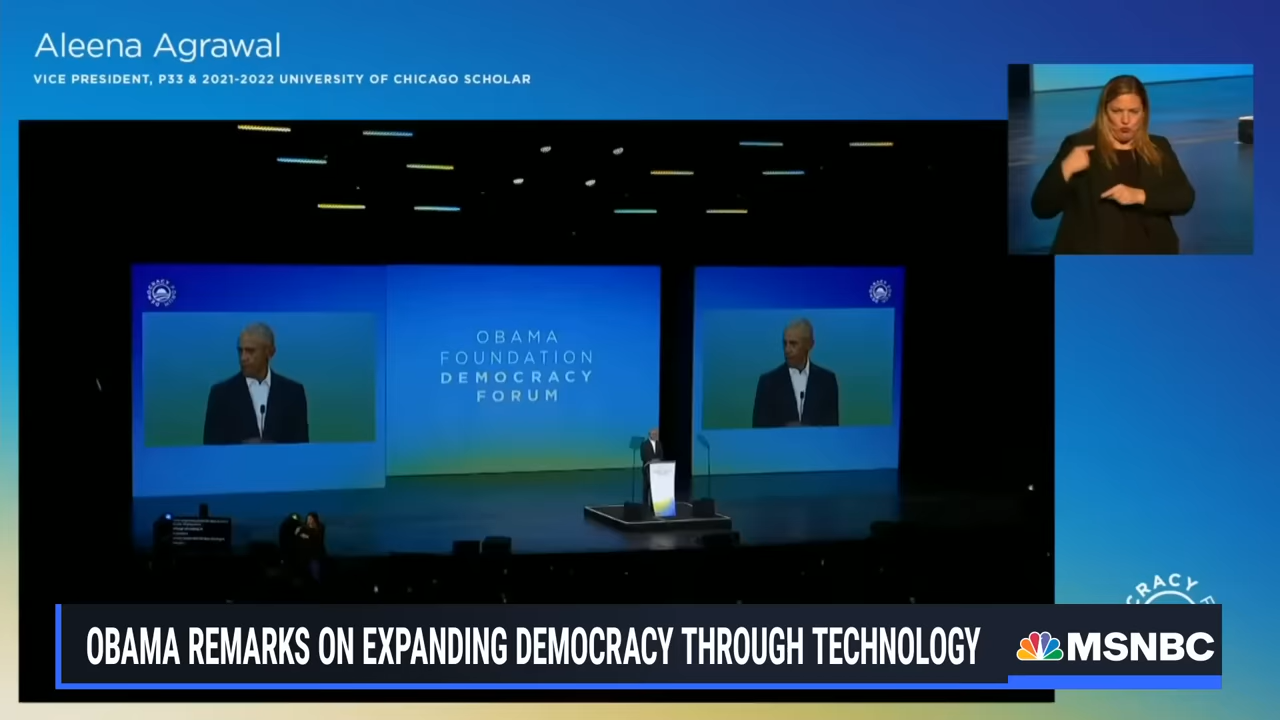 Aleena Agrawal
VICE PRESIDENT, P33 & 2021-2022 UNIVERSITY OF CHICAGO SCHOLAR
OBAMA
FOUNDATION
DEMOCRACY
FORUM
OBAMA REMARKS ON EXPANDING DEMOCRACY THROUGH TECHNOLOGY
MSNBC